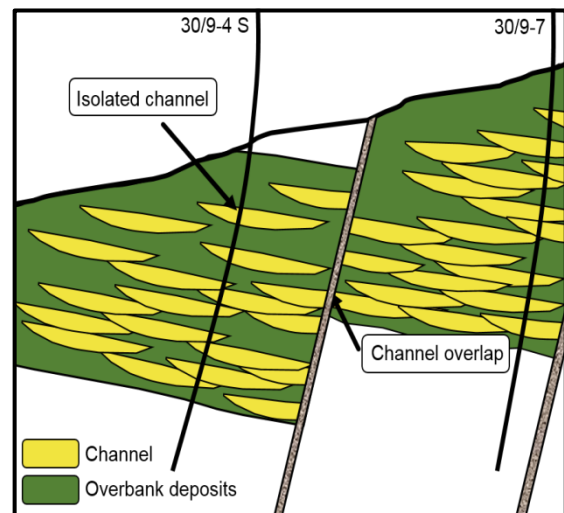 30/9-4 S
30/9-7
Isolated channel
Channel overlap
Channel
Overbank deposits